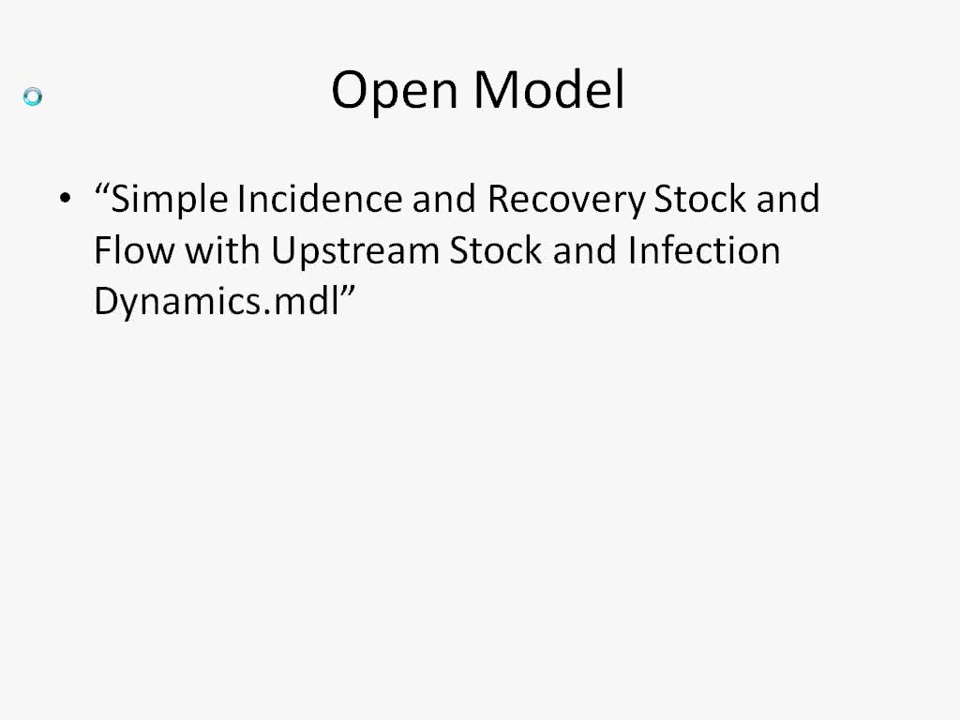 Open Model
• “Simple Incidence and Recovery Stock and
Flow with Upstream Stock and Infection
Dynamics.mdl”